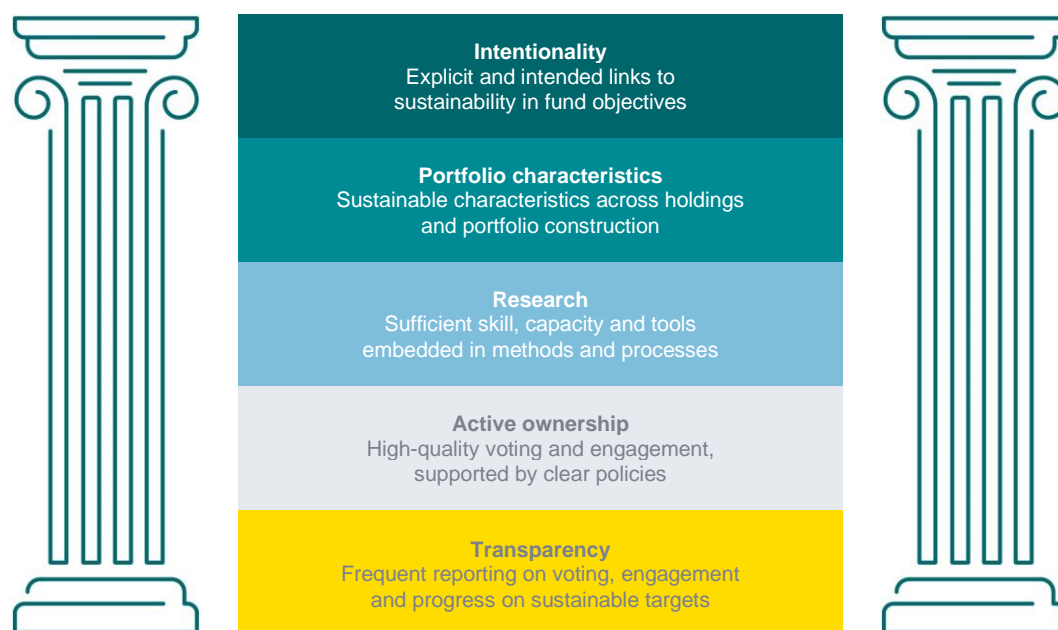 Intentionality
Explicit and intended links to
sustainability in fund objectives
Portfolio characteristics
Sustainable characteristics across holdings
and portfolio construction
Research
Sufficient skill, capacity and tools
embedded in methods and processes
Active ownership
High-quality voting and engagement,
supported by clear policies
Transparency
Frequent reporting on voting, engagement
and progress on sustainable targets